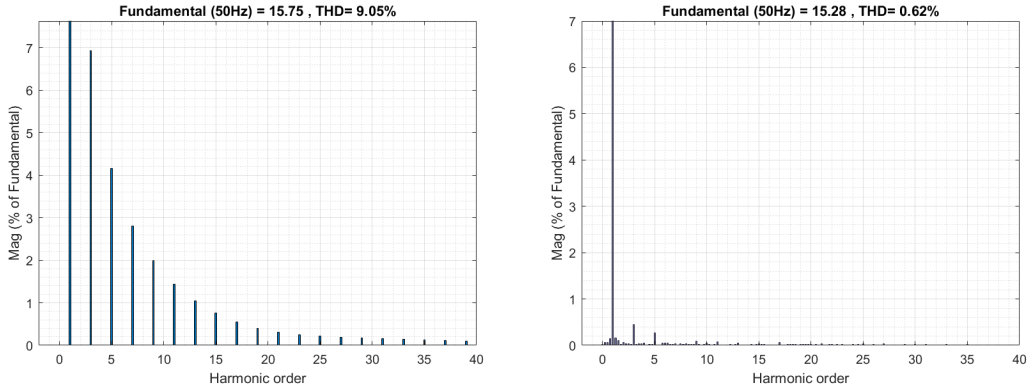 Fundamental (50Hz) = 15.75 , THD= 9.05%
7
6
5
4
3
2
1
0
Mag (% of Fundamental)
0 5 10 15 20 25 30 35 40
Harmonic order
Fundamental (50Hz) = 15.28 , THD= 0.62%
7
6
5
4
3
2
1
0
Mag (% of Fundamental)
0 5 10 15 20 25 30 35 40
Harmonic order